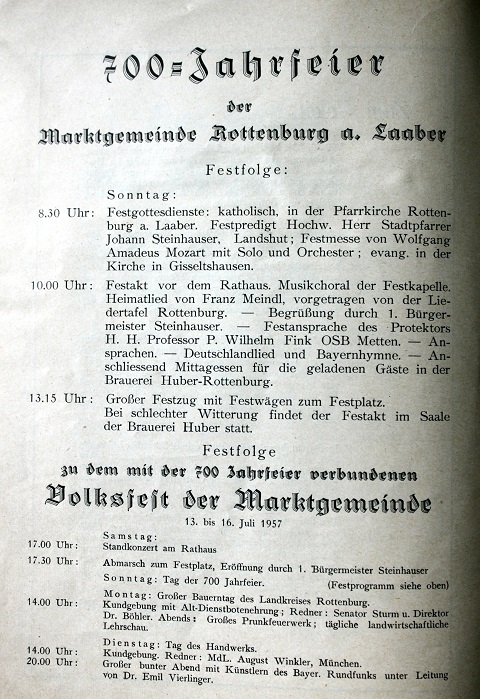 700=Jahrfeier
der
Marktgemeinde Rottenburg a. Laaber
Festfolge:
Sonntag:
8.30 Uhr: Festgottesdienste: katholisch, in der Pfarrkirche Rotten-
burg a. Laaber. Festpredigt Hochw. Herr Stadtpfarrer
Johann Steinhauser, Landshut; Festmesse von Wolfgang
Amadeus Mozart mit Solo und Orchester; evang. in der
Kirche in Gisseltshausen.
10.00 Uhr: Festakt vor dem Rathaus. Musikchoral der Festkapelle.
Heimatlied von Franz Meindl, vorgetragen von der Lie-
dertafel Rottenburg. — Begrüßung durch 1. Bürger-
meister Steinhauser. — Festansprache des Protektors
H. H. Professor P. Wilhelm Fink OSB Metten. — An-
sprachen. — Deutschlandlied und Bayernhymne. — An-
schliessend Mittagessen für die geladenen Gäste in der
Brauerei Huber-Rottenburg.
13.15 Uhr: Großer Festzug mit Festwägen zum Festplatz.
Bei schlechter Witterung findet der Festakt im Saale
der Brauerei Huber statt.
Festfolge
zu dem mit der 700 Jahrfeier verbundenen
Volksfest der Marktgemeinde
13. bis 16. Juli 1957
Samstag:
17.00 Uhr: Standkonzert am Rathaus
17.30 Uhr: Abmarsch zum Festplatz, Eröffnung durch 1. Bürgermeister Steinhauser
Sonntag: Tag der 700 Jahrfeier. (Festprogramm siehe oben)
Montag: Großer Bauerntag des Landkreises Rottenburg.
14.00 Uhr: Kundgebung mit Alt-Dienstbotenehrung; Redner: Senator Sturm u. Direktor
Dr. Böhler. Abends: Großes Prunkfeuerwerk; tägliche landwirtschaftliche
Lehrschau.
Dienstag: Tag des Handwerks.
14.00 Uhr: Kundgebung. Redner: MdL. August Winkler, München.
20.00 Uhr: Großer bunter Abend mit Künstlern des Bayer. Rundfunks unter Leitung
von Dr. Emil Vierlinger.